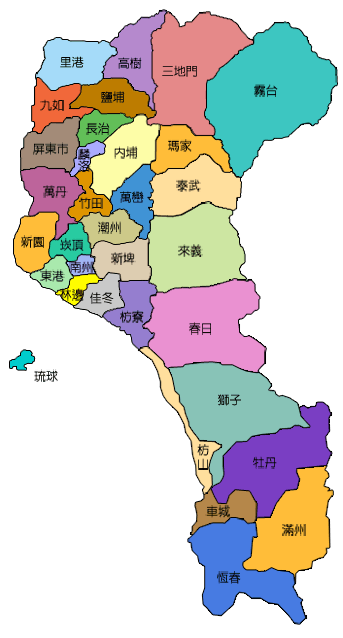 里港
高樹
三地門
霧台
九如
鹽埔
長治
屏東市
麟洛
內埔
瑪家
萬丹
竹田
萬巒
泰武
新園
崁頂
潮州
來義
東港
南州
新埤
林邊
佳冬
枋寮
春日
琉球
獅子
枋山
牡丹
車城
滿州
恆春